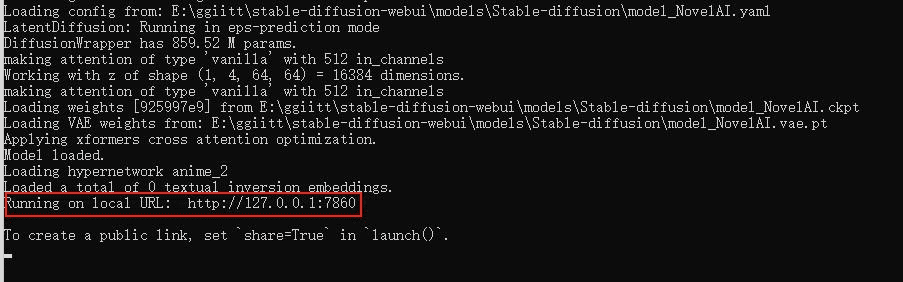 Loading config from: E:\ggiitt\stable-diffusion-webui\models\Stable-diffusion\model_NovelAI.yaml
LatentDiffusion: Running in eps-prediction mode
DiffusionWrapper has 859.52 M params.
making attention of type 'vanilla' with 512 in_channels
Working with z of shape (1, 4, 64, 64) = 16384 dimensions.
making attention of type 'vanilla' with 512 in_channels
Loading weights [925997e9] from E:\ggiitt\stable-diffusion-webui\models\Stable-diffusion\model_NovelAI.ckpt
Loading VAE weights from: E:\ggiitt\stable-diffusion-webui\models\Stable-diffusion\model_NovelAI.vae.pt
Applying xformers cross attention optimization.
Model loaded.
Loading hypernetwork anime_2
Loaded a total of 0 textual inversion embeddings.
Running on local URL:  http://127.0.0.1:7860
To create a public link, set `share=True` in `launch()`.